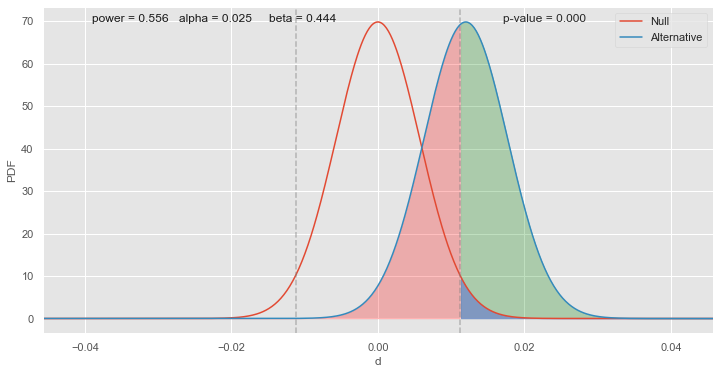 power = 0.556 alpha = 0.025 beta = 0.444 p-value = 0.000
Null
Alternative
70
60
50
40
30
20
10
0
PDF
−0.04 −0.02 0.00 0.02 0.04
d